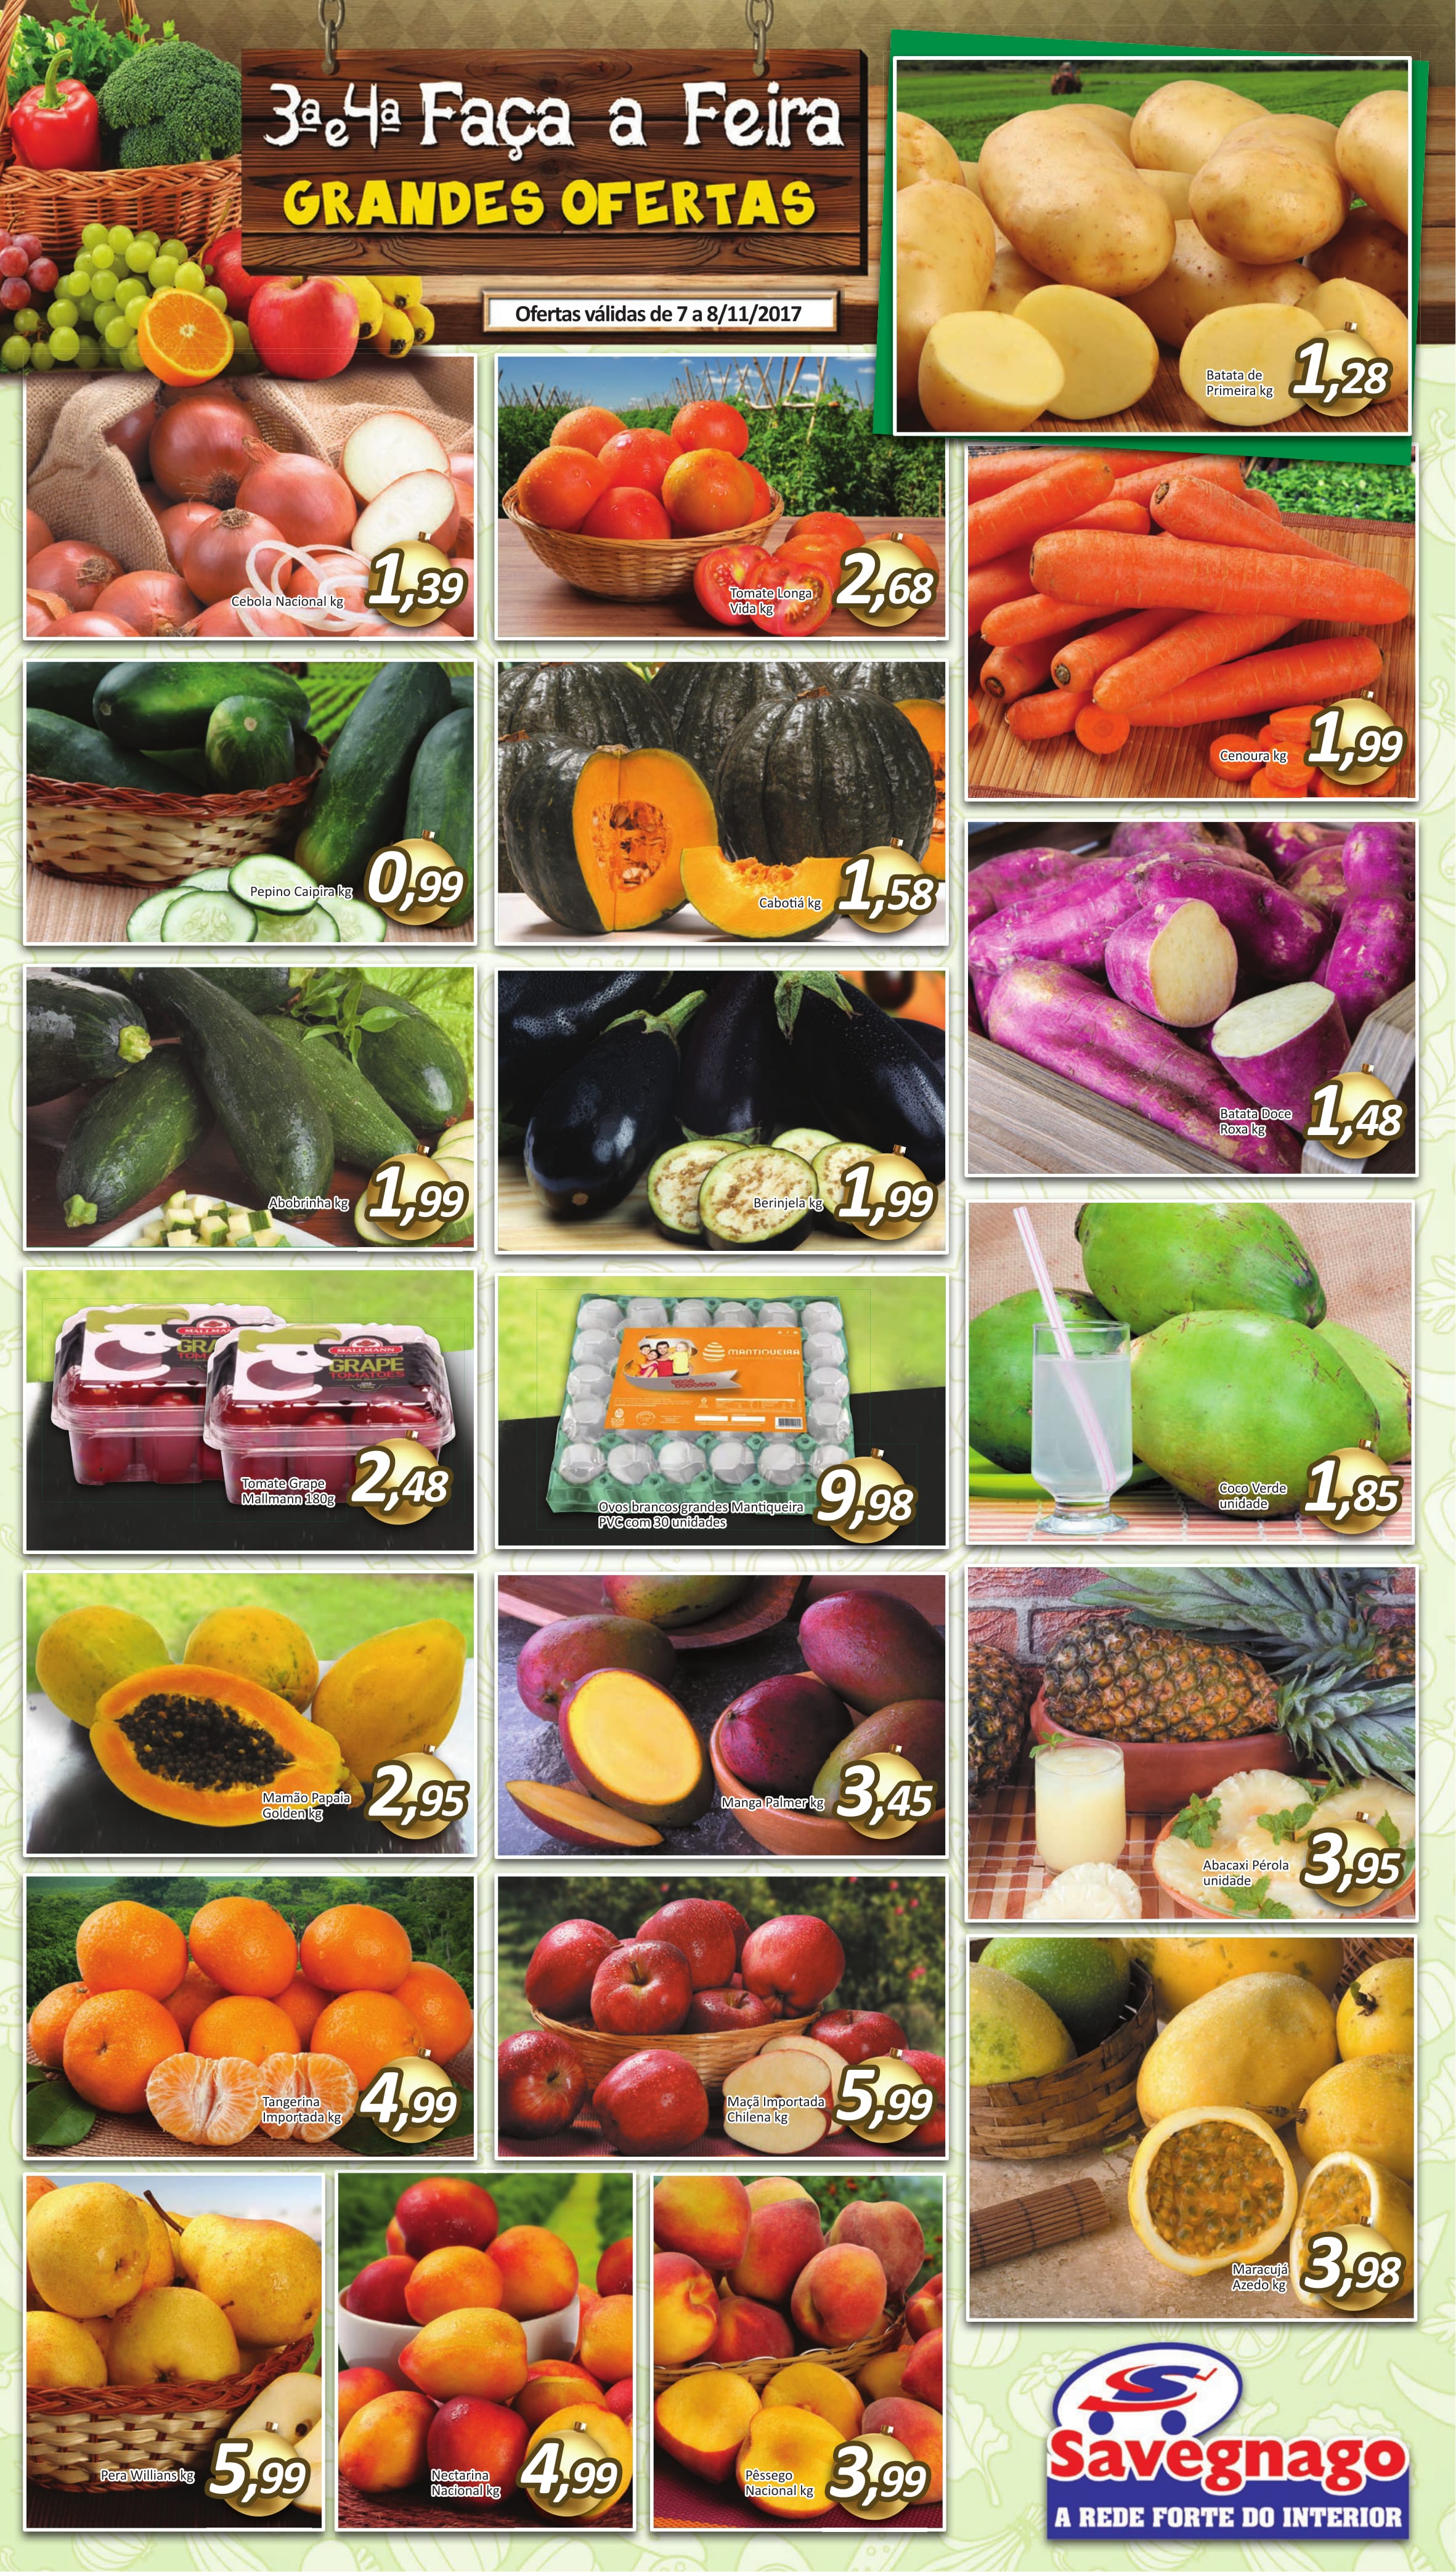 3ª e 4ª Faça a Feira
GRANDES OFERTAS
Ofertas válidas de 7 a 8/11/2017
Batata de
Primeira kg
1,28
Cebola Nacional kg
1,39
Tomate Longa
Vida kg
2,68
Cenoura kg
1,99
Pepino Caipira kg
0,99
Cabotiá kg
1,58
Batata Doce
Roxa kg
1,48
Abobrinha kg
1,99
Berinjela kg
1,99
MALLMANN
GRAPE
TOMATOES
Tomate Grape
Mallmann 180g
2,48
MANTIQUEIRA
Ovos brancos grandes Mantiqueira
PVC com 30 unidades
9,98
Coco Verde
unidade
1,85
Mamão Papaia
Golden kg
2,95
Manga Palmer kg
3,45
Abacaxi Pérola
unidade
3,95
Tangerina
Importada kg
4,99
Maçã Importada
Chilena kg
5,99
Maracujá
Azedo kg
3,98
Pera Willians kg
5,99
Nectarina
Nacional kg
4,99
Pêssego
Nacional kg
3,99
Savegnago
A REDE FORTE DO INTERIOR